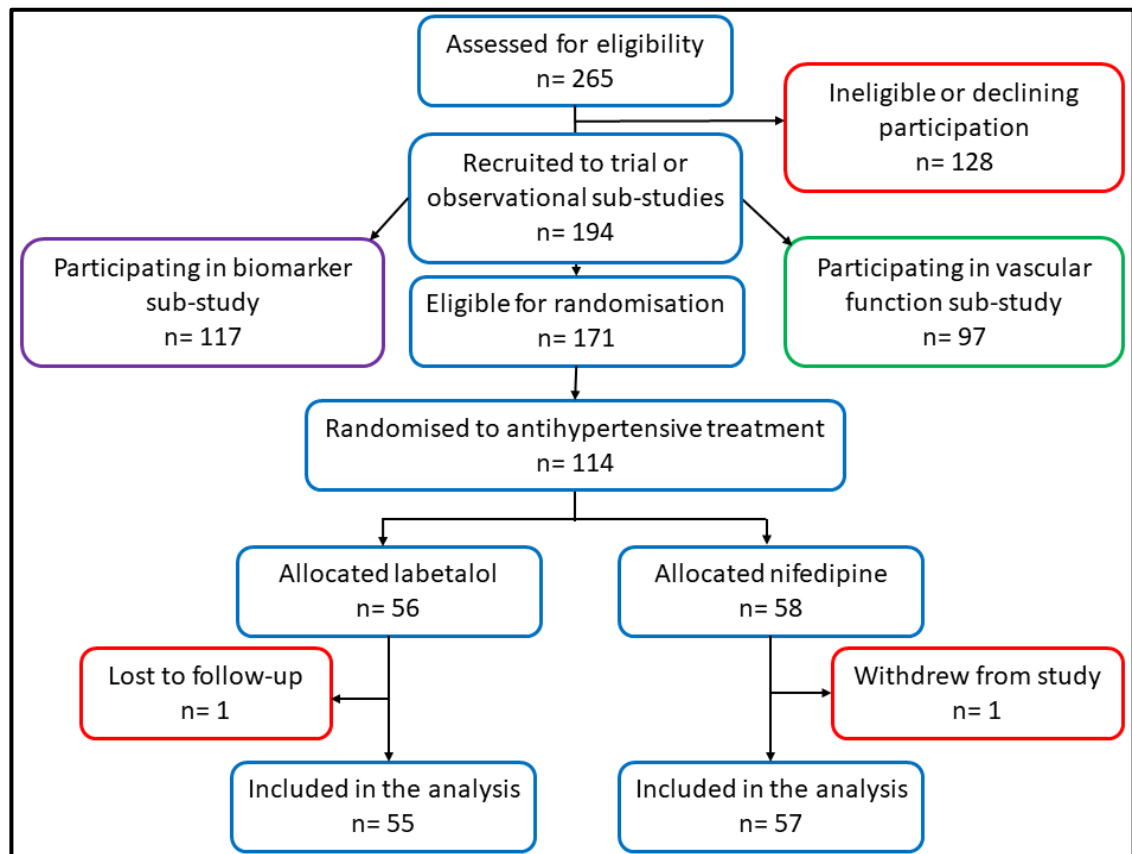 Assessed for eligibility
n= 265
Ineligible or declining
participation
n= 128
Recruited to trial or
observational sub-studies
n= 194
Participating in biomarker
sub-study
n= 117
Eligible for randomisation
n= 171
Participating in vascular
function sub-study
n= 97
Randomised to antihypertensive treatment
n= 114
Allocated labetalol
n= 56
Allocated nifedipine
n= 58
Lost to follow-up
n= 1
Withdrew from study
n= 1
Included in the analysis
n= 55
Included in the analysis
n= 57